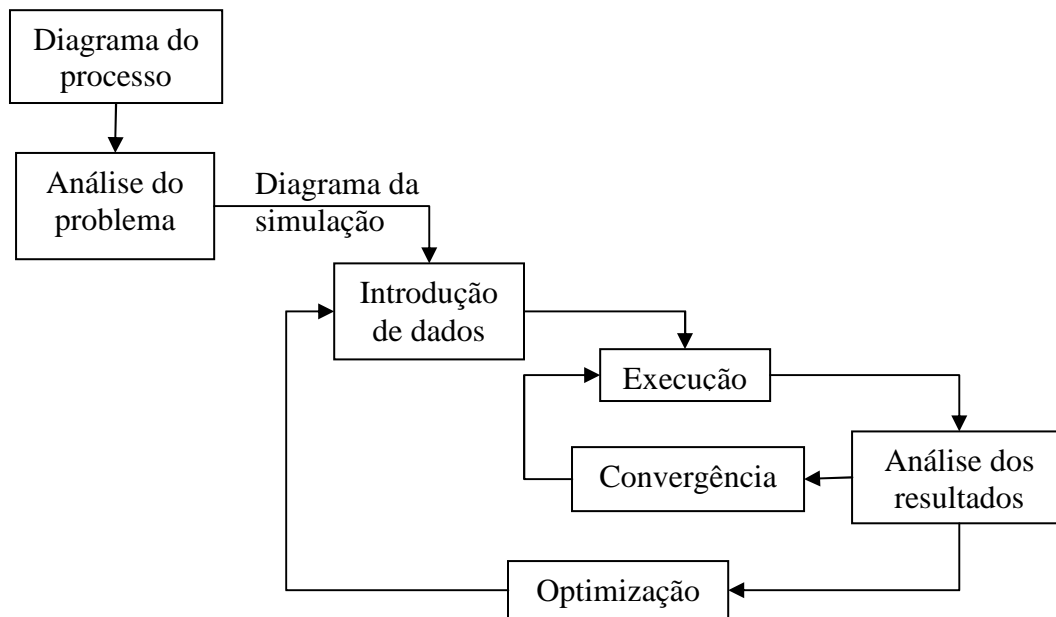 Diagrama do
processo
Análise do
problema
Diagrama da
simulação
Introdução
de dados
Execução
Convergência
Análise dos
resultados
Optimização